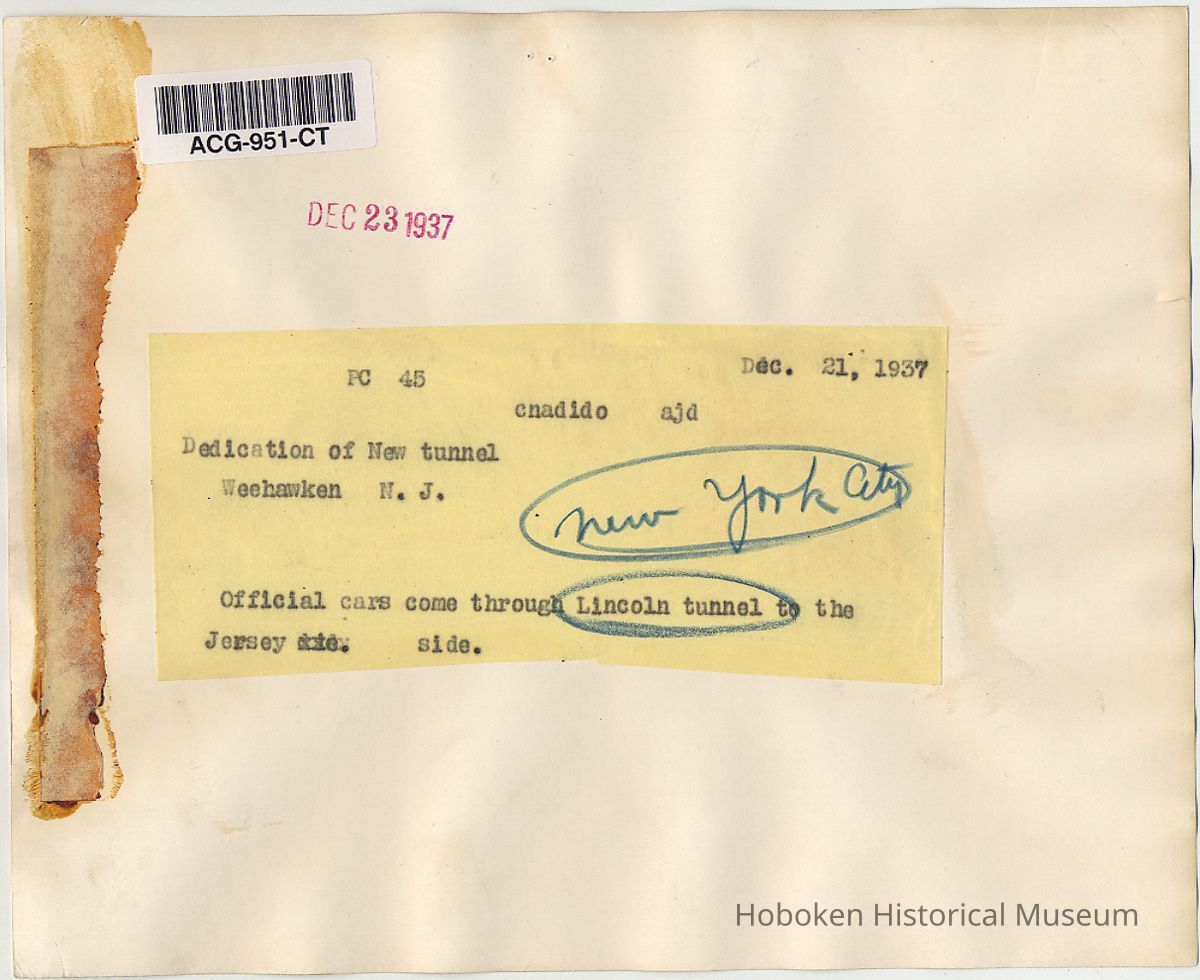 ACG-951-CT
DEC 23 1937
PC 45
Dec. 21, 1937
cnadido ajd
Dedication of New tunnel
Weehawken N. J.
New York City
Official cars come through Lincoln tunnel to the
Jersey side.
Hoboken Historical Museum